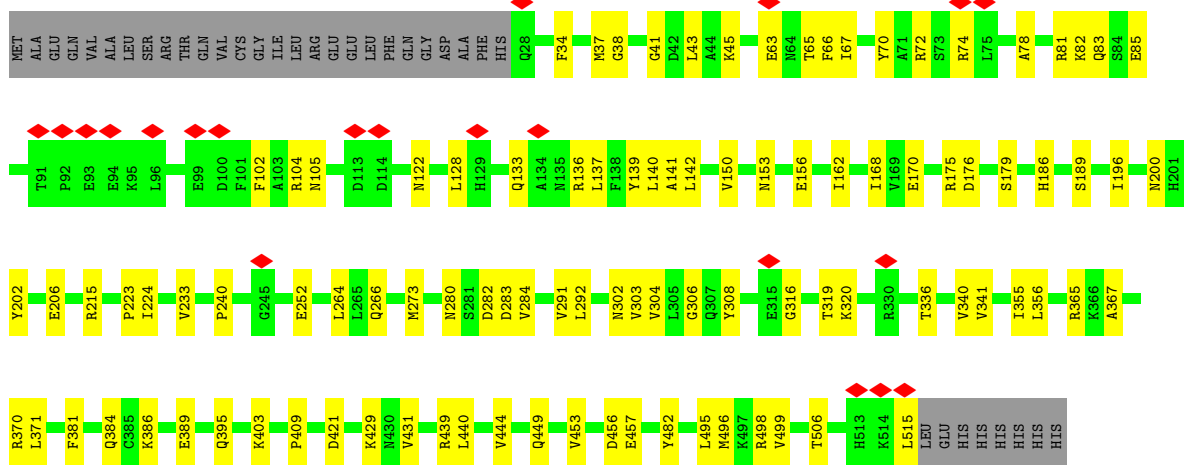 MET ALA GLU GLN VAL ALA LEU SER ARG THR GLN VAL CYS GLY ILE LEU ARG GLU GLU LEU PHE GLN GLY ASP ALA PHE HIS Q28 F34 M37 G38 G41 D42 L43 A44 K45 E63 N64 T65 F66 I67 Y70 A71 R72 S73 R74 L75 A78 R81 K82 Q83 S84 E85
T91 P92 E93 E94 K95 L96 E99 D100 F101 F102 A103 R104 N105 D113 D114 N122 L128 H129 Q133 A134 N135 R136 L137 F138 Y139 L140 A141 L142 V150 N153 E156 I162 I168 V169 E170 R175 D176 S179 H186 S189 I196 N200 H201
Y202 E206 R215 P223 I224 V233 P240 G245 E252 L264 L265 Q266 M273 N280 S281 D282 D283 V284 V291 L292 N302 V303 V304 L305 G306 Q307 Y308 E315 G316 T319 K320 R330 T336 V340 V341 I355 L356 R365 K366 A367
R370 L371 F381 Q384 C385 K386 E389 Q395 K403 P409 D421 K429 N430 V431 R439 L440 V444 Q449 V453 D456 E457 Y482 L495 M496 K497 R498 V499 T506 H513 K514 L515 LEU GLU HIS HIS HIS HIS HIS HIS